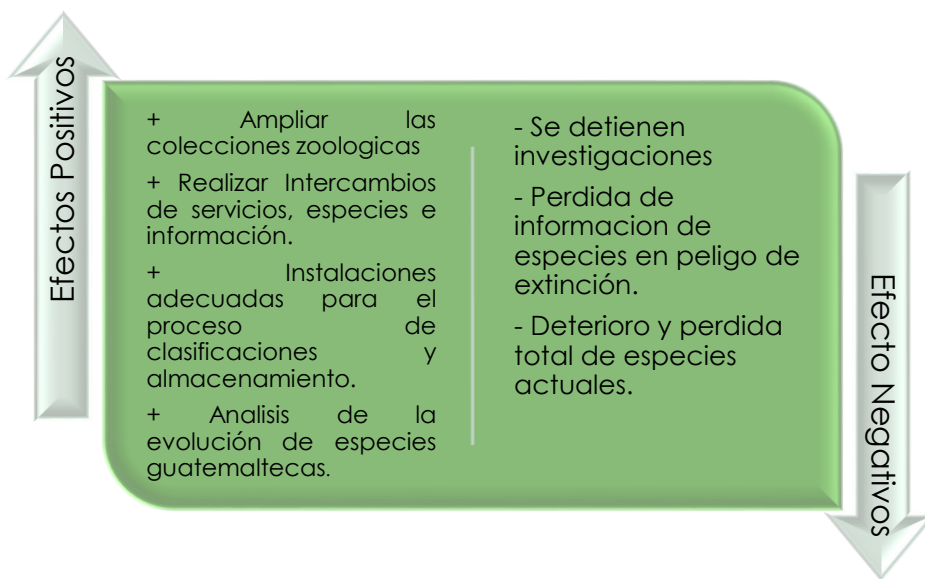 Efectos Positivos
+ Ampliar las
colecciones zoologicas
+ Realizar Intercambios
de servicios, especies e
información.
+ Instalaciones
adecuadas para el
proceso de
clasificaciones y
almacenamiento.
+ Analisis de la
evolución de especies
guatemaltecas.
- Se detienen
investigaciones
- Perdida de
informacion de
especies en peligo de
extinción.
- Deterioro y perdida
total de especies
actuales.
Efecto Negativos